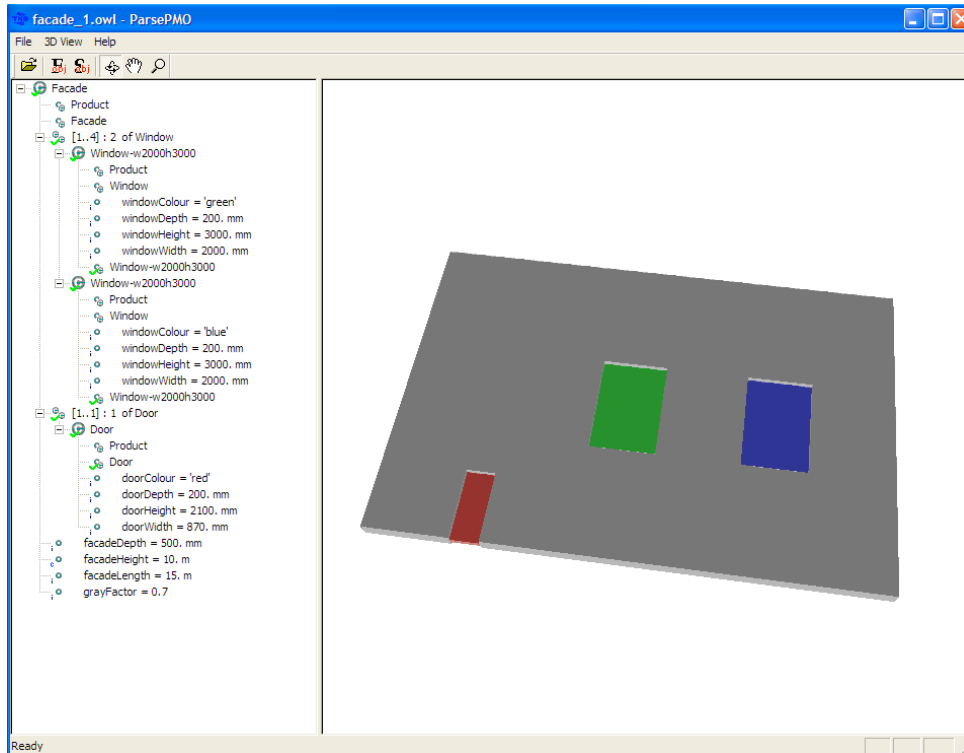 facade_1.owl - ParsePMO
File 3D View Help
Eobj Sobj
Facade
Product
Facade
[1..4] : 2 of Window
Window-w2000h3000
Product
Window
windowColour = 'green'
windowDepth = 200. mm
windowHeight = 3000. mm
windowWidth = 2000. mm
Window-w2000h3000
Window-w2000h3000
Product
Window
windowColour = 'blue'
windowDepth = 200. mm
windowHeight = 3000. mm
windowWidth = 2000. mm
Window-w2000h3000
[1..1] : 1 of Door
Door
Product
Door
doorColour = 'red'
doorDepth = 200. mm
doorHeight = 2100. mm
doorWidth = 870. mm
facadeDepth = 500. mm
facadeHeight = 10. m
facadeLength = 15. m
grayFactor = 0.7
Ready